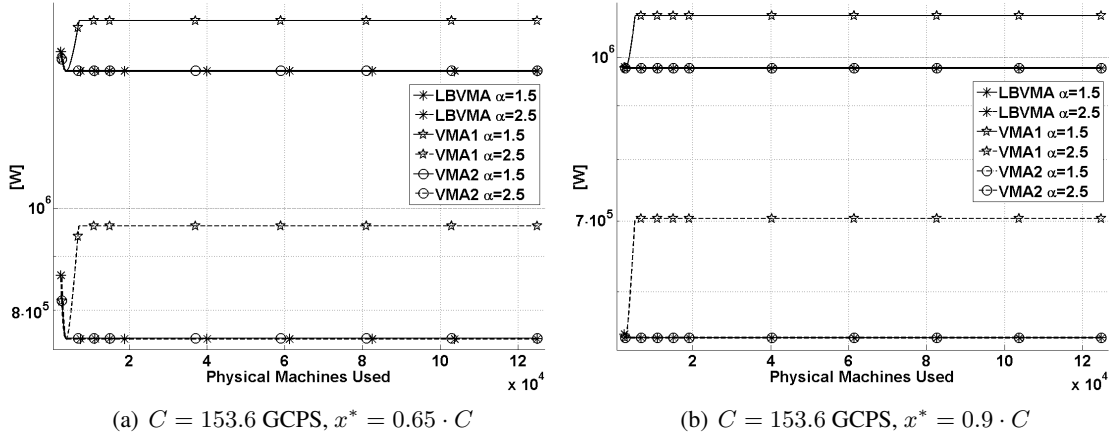 [W]
10^6
8·10^5
LBVMA α=1.5
LBVMA α=2.5
VMA1 α=1.5
VMA1 α=2.5
VMA2 α=1.5
VMA2 α=2.5
2 4 6 8 10 12
Physical Machines Used
x 10^4
(a) C = 153.6 GCPS, x* = 0.65 · C
[W]
10^6
7·10^5
LBVMA α=1.5
LBVMA α=2.5
VMA1 α=1.5
VMA1 α=2.5
VMA2 α=1.5
VMA2 α=2.5
2 4 6 8 10 12
Physical Machines Used
x 10^4
(b) C = 153.6 GCPS, x* = 0.9 · C